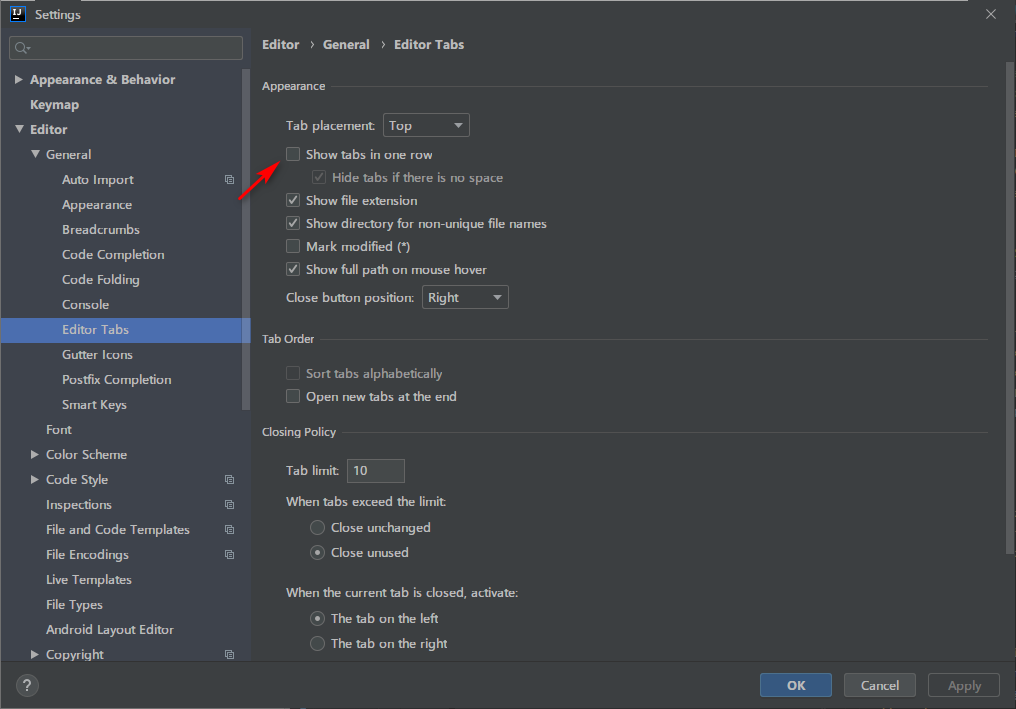 IJ Settings
Editor › General › Editor Tabs
Appearance & Behavior
Keymap
Editor
General
Auto Import
Appearance
Breadcrumbs
Code Completion
Code Folding
Console
Editor Tabs
Gutter Icons
Postfix Completion
Smart Keys
Font
Color Scheme
Code Style
Inspections
File and Code Templates
File Encodings
Live Templates
File Types
Android Layout Editor
Copyright
Appearance
Tab placement: Top
Show tabs in one row
Hide tabs if there is no space
Show file extension
Show directory for non-unique file names
Mark modified (*)
Show full path on mouse hover
Close button position: Right
Tab Order
Sort tabs alphabetically
Open new tabs at the end
Closing Policy
Tab limit: 10
When tabs exceed the limit:
Close unchanged
Close unused
When the current tab is closed, activate:
The tab on the left
The tab on the right
? OK Cancel Apply